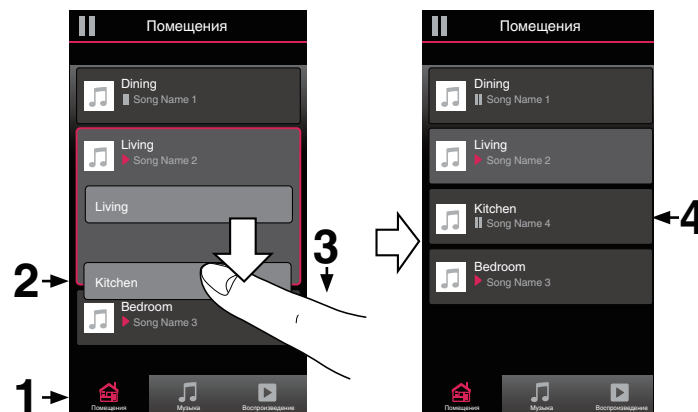 Помещения
Dining
Song Name 1
Living
Song Name 2
Living
Kitchen
Bedroom
Song Name 3
Помещения
Музыка
Воспроизведение
1
2
3
Помещения
Dining
Song Name 1
Living
Song Name 2
Kitchen
Song Name 4
Bedroom
Song Name 3
Помещения
Музыка
Воспроизведение
4